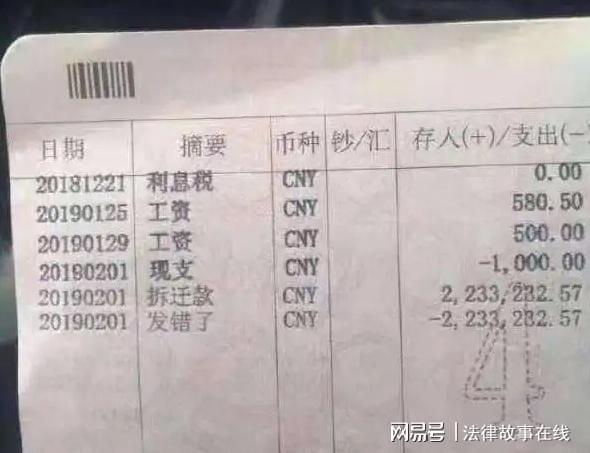 日期 摘要 币种 钞/汇 存入(+)/支出(-)
20181221 利息税 CNY 0.00
20190125 工资 CNY 580.50
20190129 工资 CNY 500.00
20190201 现支 CNY -1,000.00
20190201 拆迁款 CNY 2,233,232.57
20190201 发错了 CNY -2,233,232.57
4
网易号 | 法律故事在线